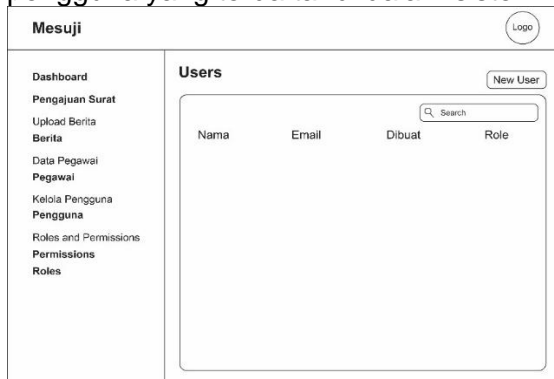 Mesuji
Logo
Dashboard
Pengajuan Surat
Upload Berita
Berita
Data Pegawai
Pegawai
Kelola Pengguna
Pengguna
Roles and Permissions
Permissions
Roles
Users
New User
Search
Nama Email Dibuat Role